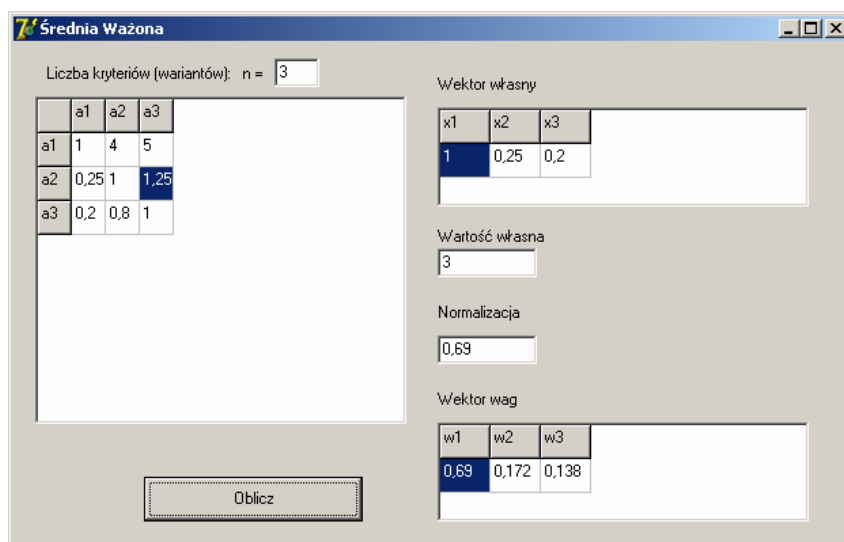 Średnia Ważona
Liczba kryteriów (wariantów): n = 3
a1 a2 a3
a1 1 4 5
a2 0,25 1 1,25
a3 0,2 0,8 1
Oblicz
Wektor własny
x1 x2 x3
1 0,25 0,2
Wartość własna
3
Normalizacja
0,69
Wektor wag
w1 w2 w3
0,69 0,172 0,138